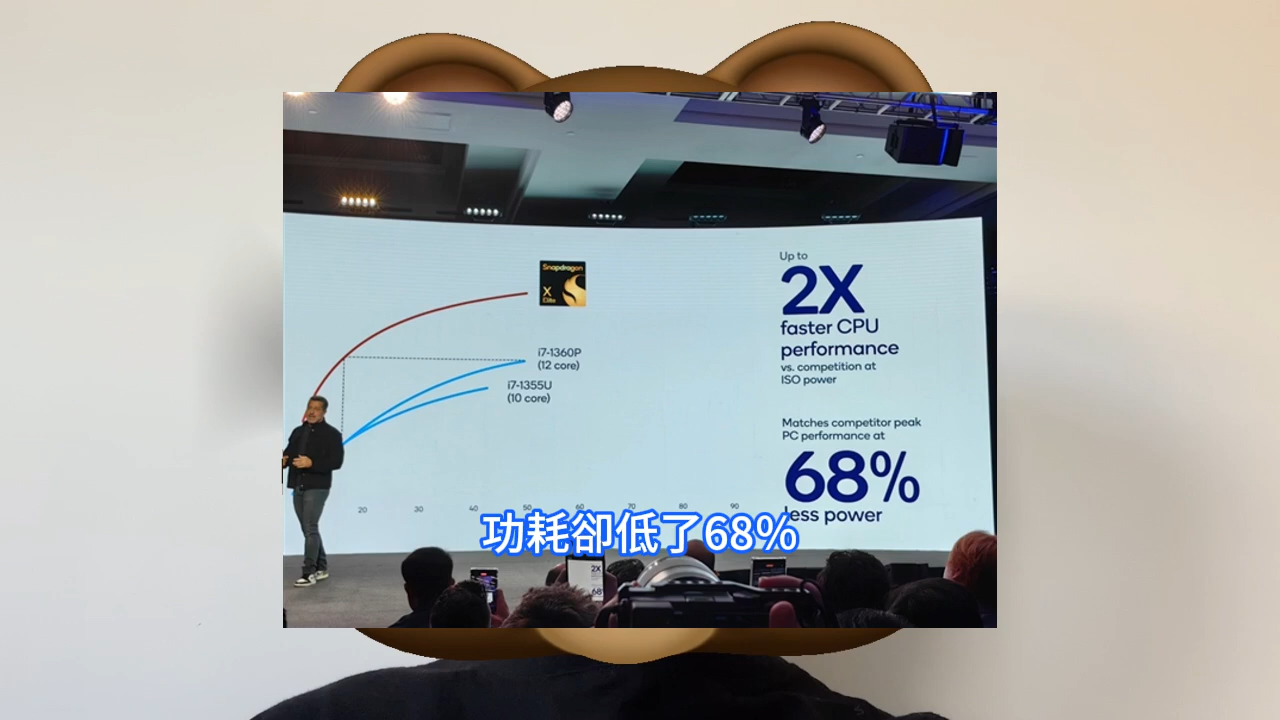 Snapdragon
X
Elite
i7-1360P
(12 core)
i7-1355U
(10 core)
20 30 40 50 60 70 80 90
Up to
2X
faster CPU
performance
vs. competition at
ISO power
Matches competitor peak
PC performance at
68%
less power
功耗卻低了68%